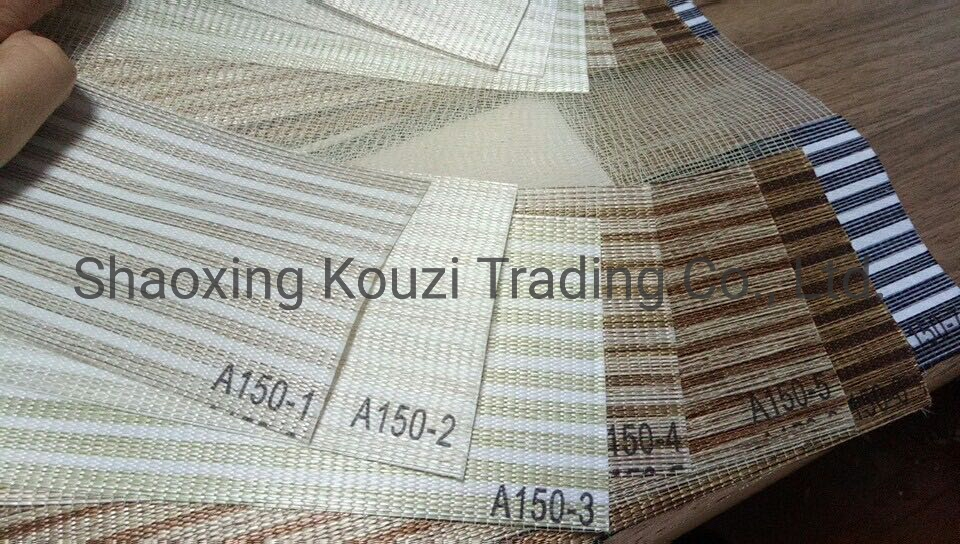 Shaoxing Kouzi Trading Co., Ltd.
A150-1
A150-2
A150-3
150-4
A150-5